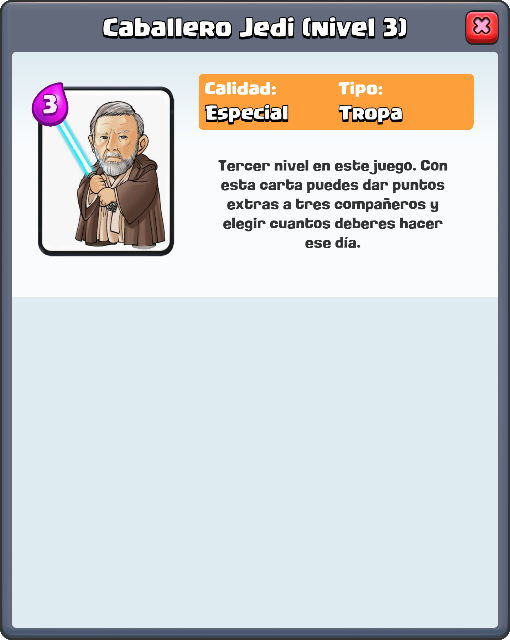 Caballero Jedi (Nivel 3)
3
Calidad: Tipo:
Especial Tropa
Tercer nivel en este juego. Con
esta carta puedes dar puntos
extras a tres compañeros y
elegir cuantos deberes hacer
ese día.